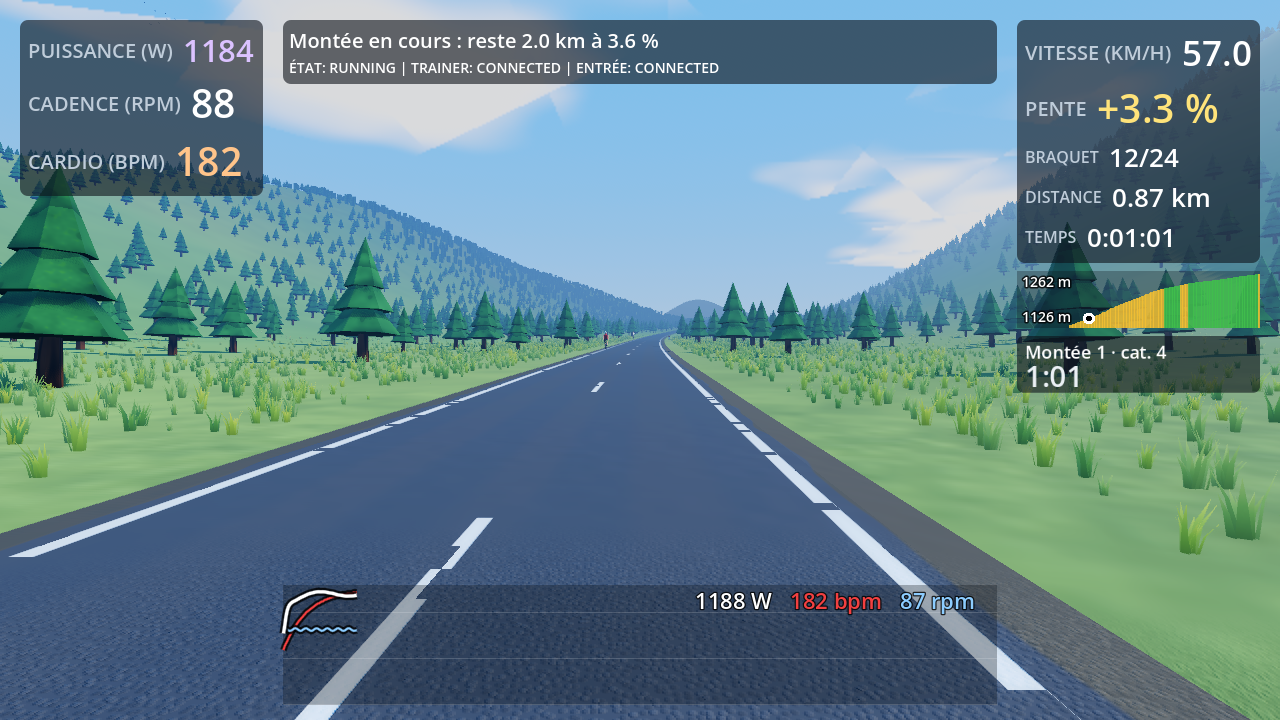 PUISSANCE (W) 1184
CADENCE (RPM) 88
CARDIO (BPM) 182
Montée en cours : reste 2.0 km à 3.6 %
ÉTAT: RUNNING | TRAINER: CONNECTED | ENTRÉE: CONNECTED
VITESSE (KM/H) 57.0
PENTE +3.3 %
BRAQUET 12/24
DISTANCE 0.87 km
TEMPS 0:01:01
1262 m
1126 m
Montée 1 · cat. 4
1:01
1188 W 182 bpm 87 rpm